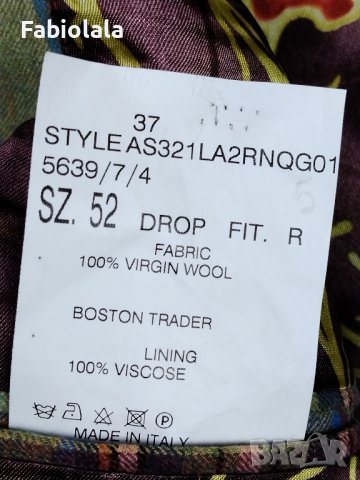 Fabiolala
37
STYLE AS321LA2RNQG01
5639/7/4
SZ. 52 DROP FIT. R
FABRIC
100% VIRGIN WOOL
BOSTON TRADER
LINING
100% VISCOSE
MADE IN ITALY
BAZAR